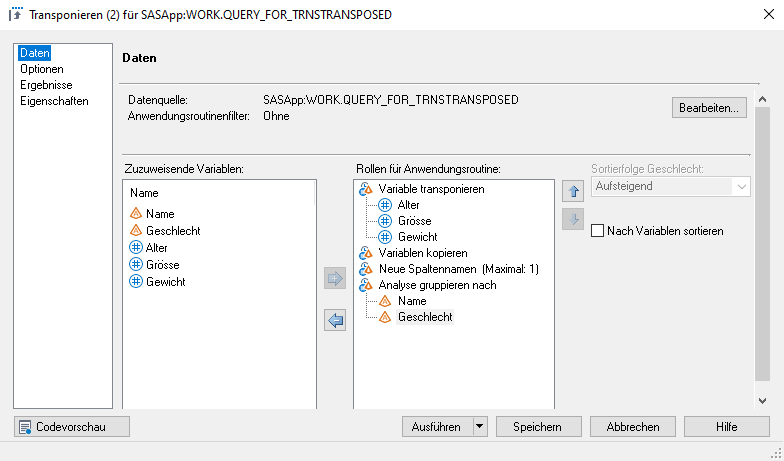 Transponieren (2) für SASApp:WORK.QUERY_FOR_TRNSTRANSPOSED
Daten
Optionen
Ergebnisse
Eigenschaften
Daten
Datenquelle: SASApp:WORK.QUERY_FOR_TRNSTRANSPOSED
Anwendungsroutinenfilter: Ohne
Bearbeiten...
Zuzuweisende Variablen:
Name
Name
Geschlecht
Alter
Grösse
Gewicht
Rollen für Anwendungsroutine:
Variable transponieren
Alter
Grösse
Gewicht
Variablen kopieren
Neue Spaltennamen (Maximal: 1)
Analyse gruppieren nach
Name
Geschlecht
Sortierfolge Geschlecht:
Aufsteigend
Nach Variablen sortieren
Codevorschau
Ausführen
Speichern
Abbrechen
Hilfe